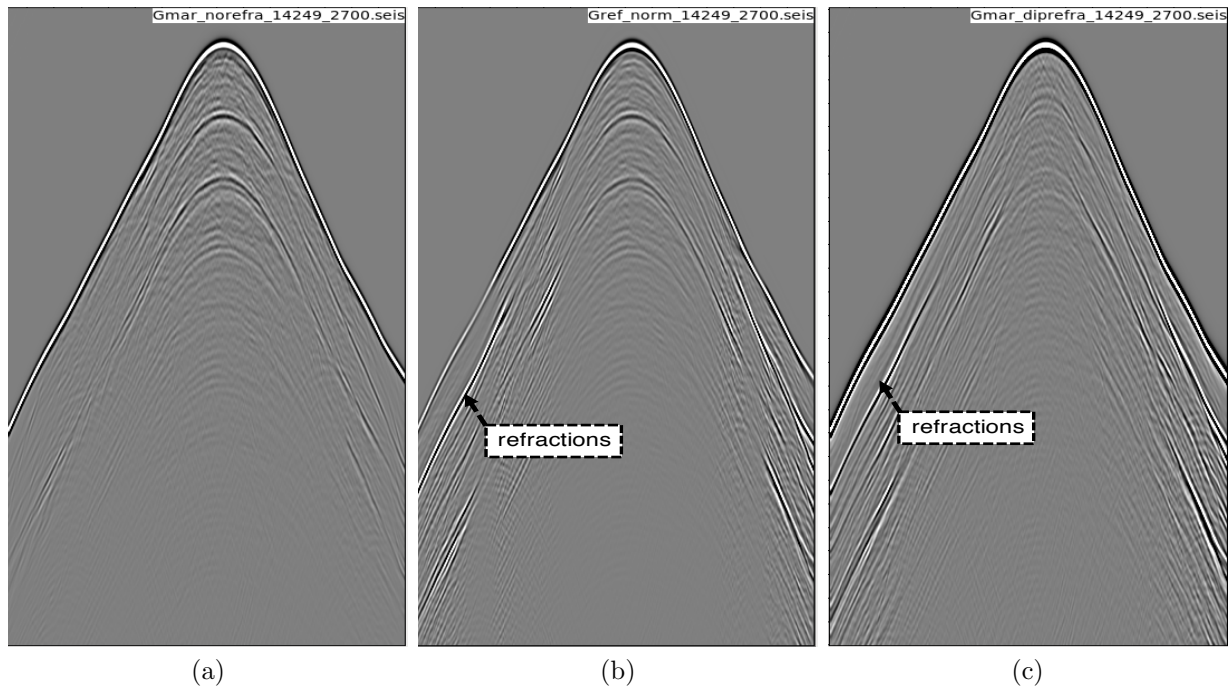 Gmar_norefra_14249_2700.seis
Gref_norm_14249_2700.seis
Gmar_diprefra_14249_2700.seis
refractions
refractions
(a)
(b)
(c)